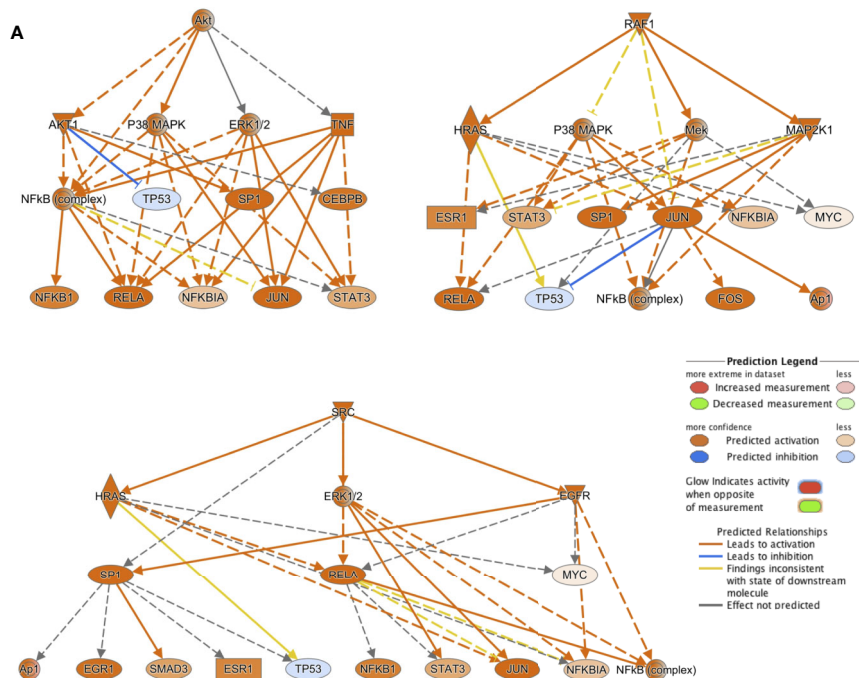 A
Akt
AKT1
P38 MAPK
ERK1/2
TNF
NFkB (complex)
TP53
SP1
CEBPB
NFKB1
RELA
NFKBIA
JUN
STAT3
RAF1
HRAS
P38 MAPK
Mek
MAP2K1
ESR1
STAT3
SP1
JUN
NFKBIA
MYC
RELA
TP53
NFkB (complex)
FOS
Ap1
SRC
HRAS
ERK1/2
EGFR
SP1
RELA
MYC
Ap1
EGR1
SMAD3
ESR1
TP53
NFKB1
STAT3
JUN
NFKBIA
NFkB (complex)
Prediction Legend
more extreme in dataset less
Increased measurement
Decreased measurement
more confidence less
Predicted activation
Predicted inhibition
Glow Indicates activity
when opposite
of measurement
Predicted Relationships
Leads to activation
Leads to inhibition
Findings inconsistent
with state of downstream
molecule
Effect not predicted